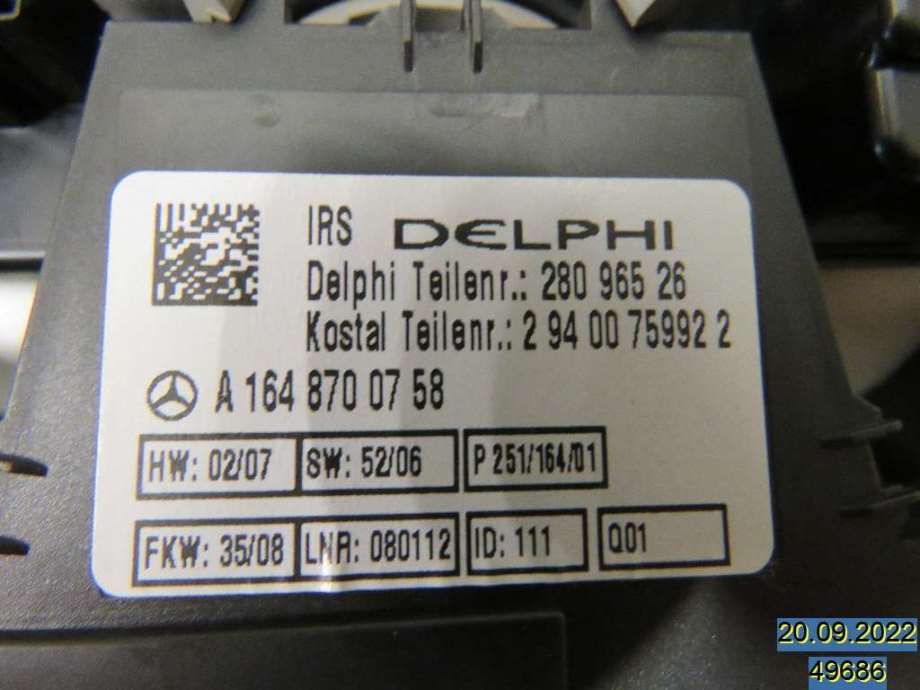 IRS DELPHI
Delphi Teilenr.: 280 965 26
Kostal Teilenr.: 2 94 00 75992 2
A 164 870 07 58
HW: 02/07 SW: 52/06 P 251/164/01
FKW: 35/08 LNR: 080112 ID: 111 Q01
20.09.2022
49686